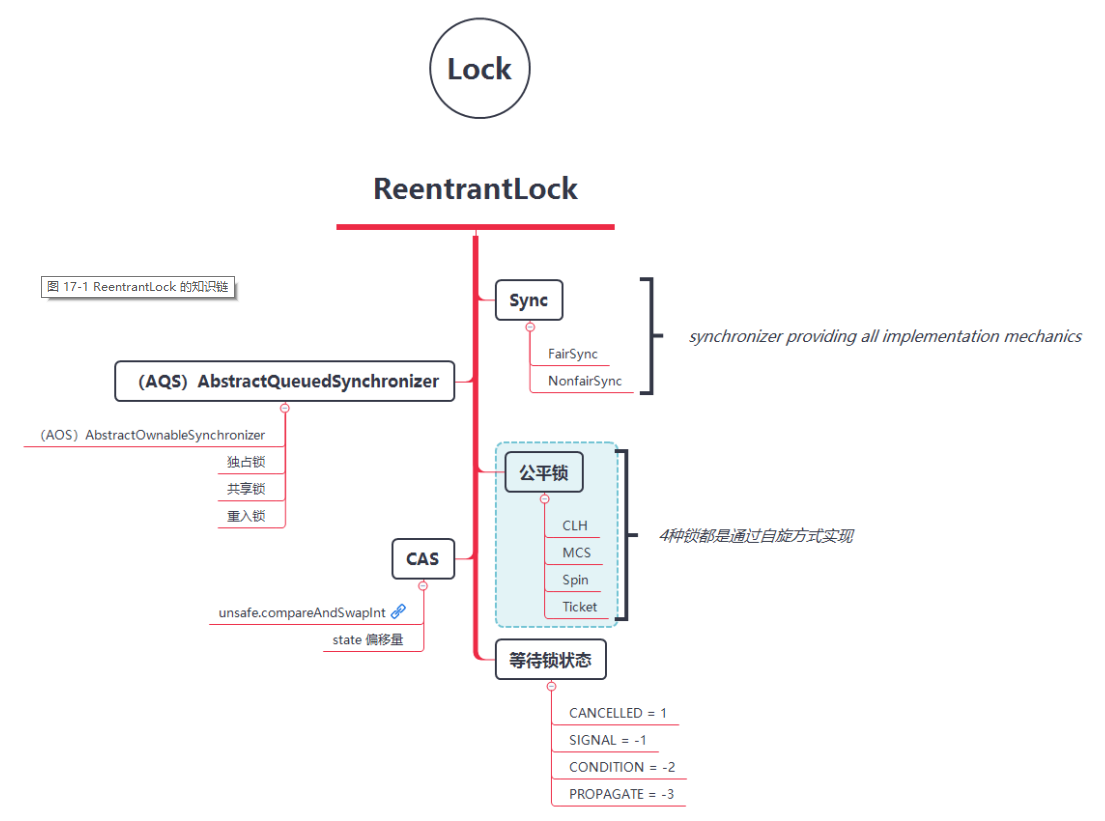 Lock
ReentrantLock
图 17-1 ReentrantLock 的知识链
Sync
FairSync
NonfairSync
synchronizer providing all implementation mechanics
（AQS）AbstractQueuedSynchronizer
（AOS）AbstractOwnableSynchronizer
独占锁
共享锁
重入锁
公平锁
CLH
MCS
Spin
Ticket
4种锁都是通过自旋方式实现
CAS
unsafe.compareAndSwapInt
state 偏移量
等待锁状态
CANCELLED = 1
SIGNAL = -1
CONDITION = -2
PROPAGATE = -3